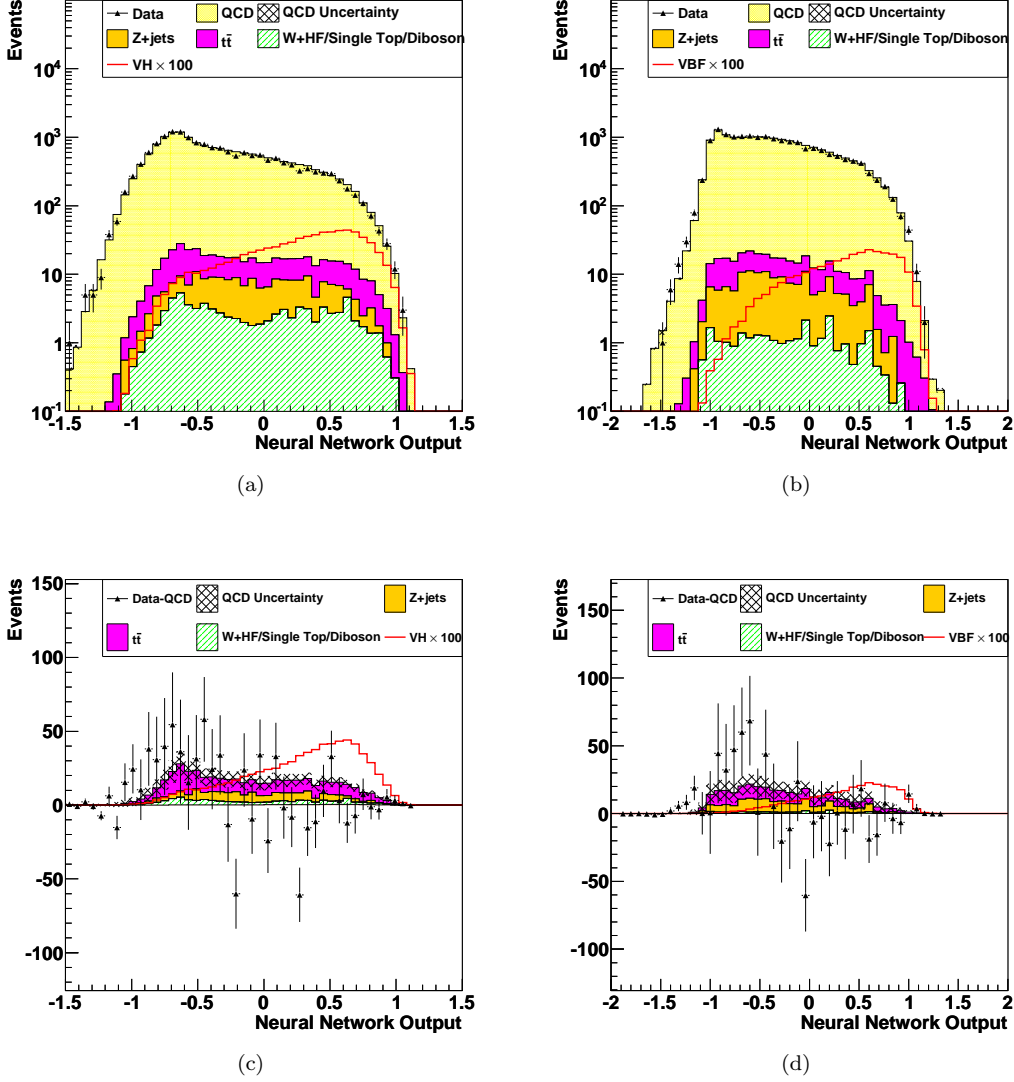 Events
Data
QCD
QCD Uncertainty
Z+jets
tt̄
W+HF/Single Top/Diboson
VH × 100
10⁴
10³
10²
10
1
10⁻¹
-1.5 -1 -0.5 0 0.5 1 1.5
Neural Network Output
(a)
Events
Data
QCD
QCD Uncertainty
Z+jets
tt̄
W+HF/Single Top/Diboson
VBF × 100
10⁴
10³
10²
10
1
10⁻¹
-2 -1.5 -1 -0.5 0 0.5 1 1.5 2
Neural Network Output
(b)
Events
Data-QCD
QCD Uncertainty
Z+jets
tt̄
W+HF/Single Top/Diboson
VH × 100
150
100
50
0
-50
-100
-1.5 -1 -0.5 0 0.5 1 1.5
Neural Network Output
(c)
Events
Data-QCD
QCD Uncertainty
Z+jets
tt̄
W+HF/Single Top/Diboson
VBF × 100
150
100
50
0
-50
-100
-2 -1.5 -1 -0.5 0 0.5 1 1.5 2
Neural Network Output
(d)